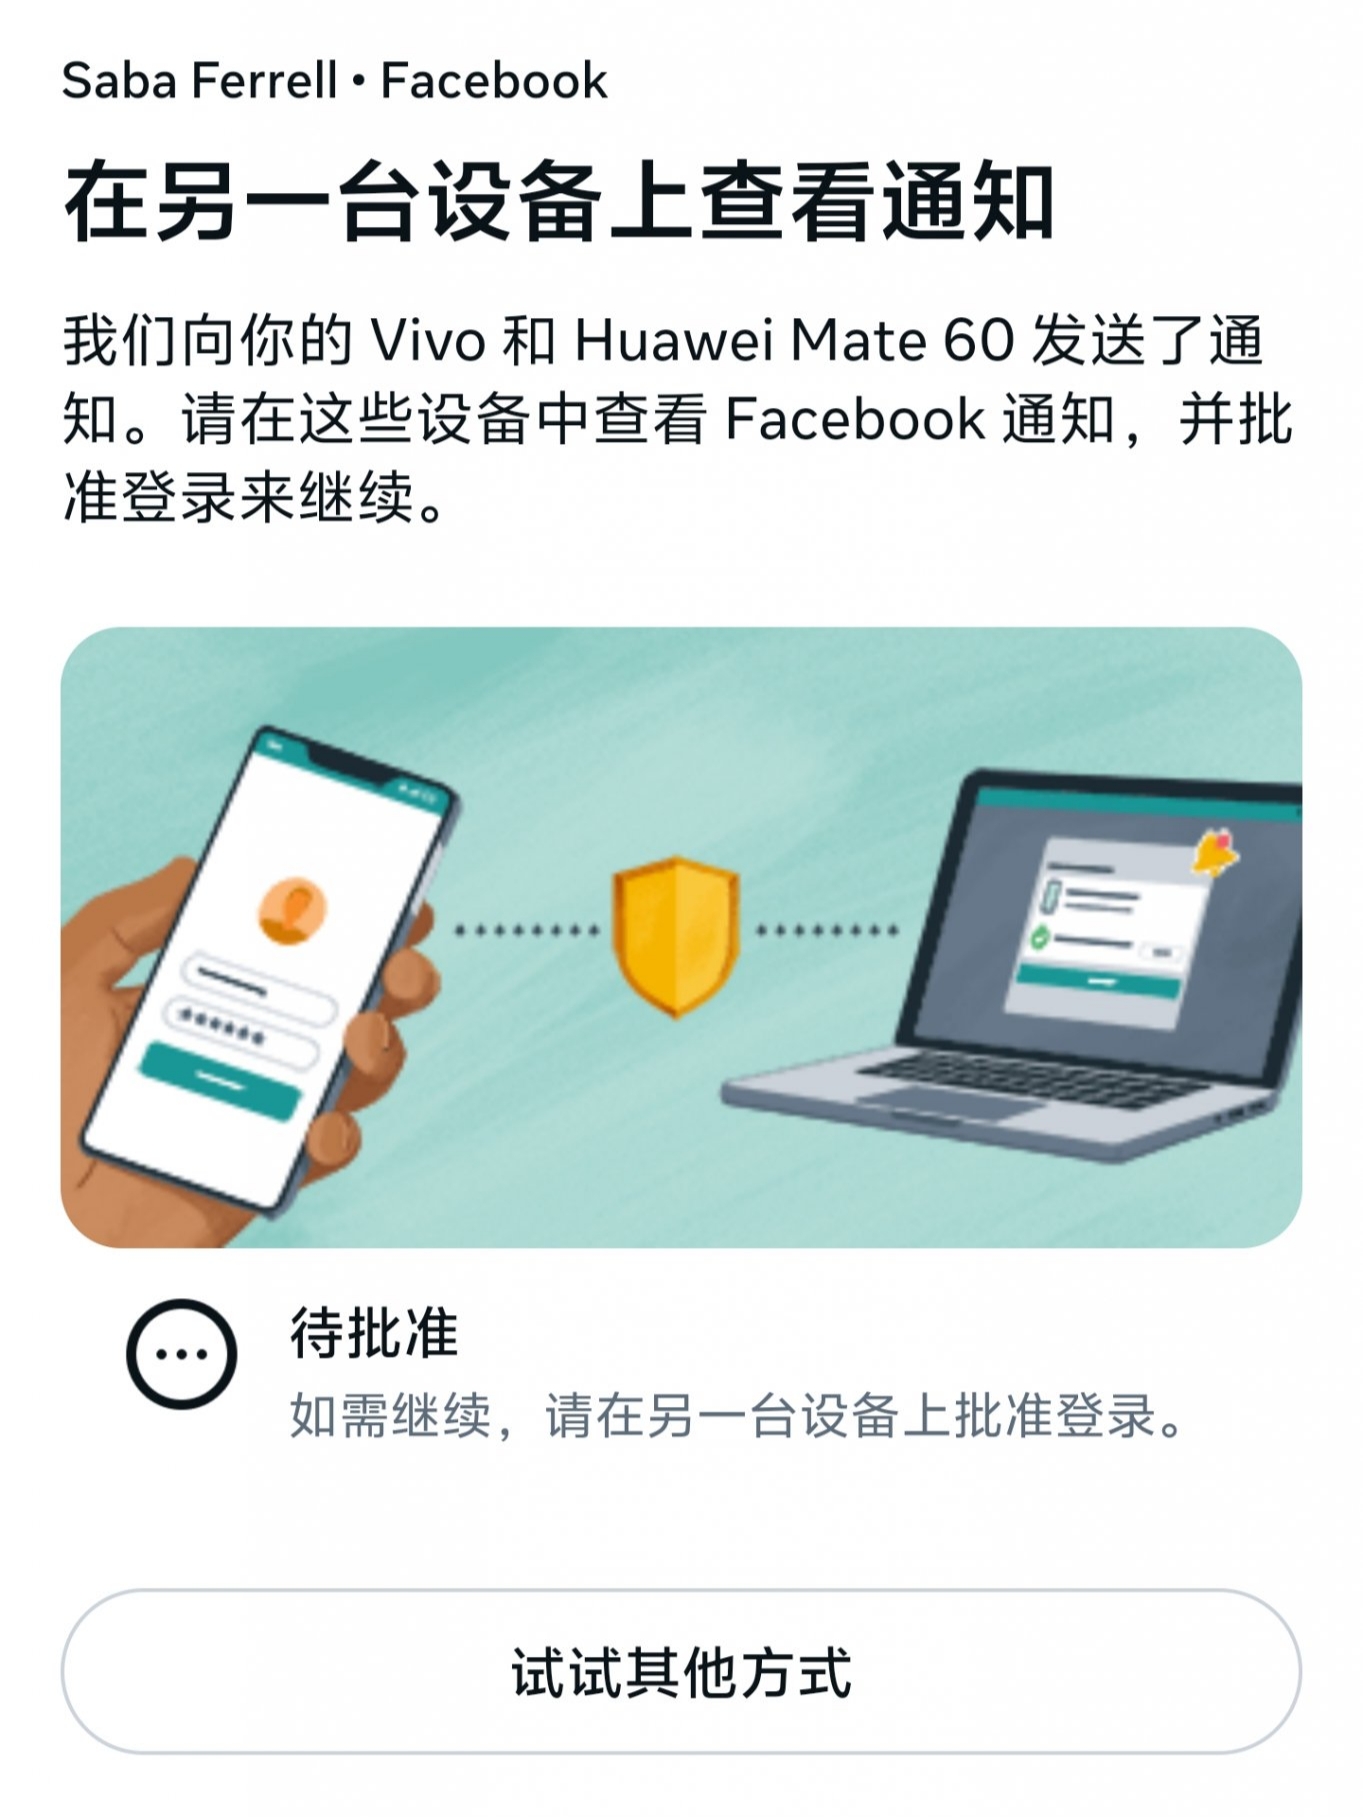 Saba Ferrell • Facebook
在另一台设备上查看通知
我们向你的 Vivo 和 Huawei Mate 60 发送了通
知。请在这些设备中查看 Facebook 通知，并批
准登录来继续。
待批准
如需继续，请在另一台设备上批准登录。
试试其他方式